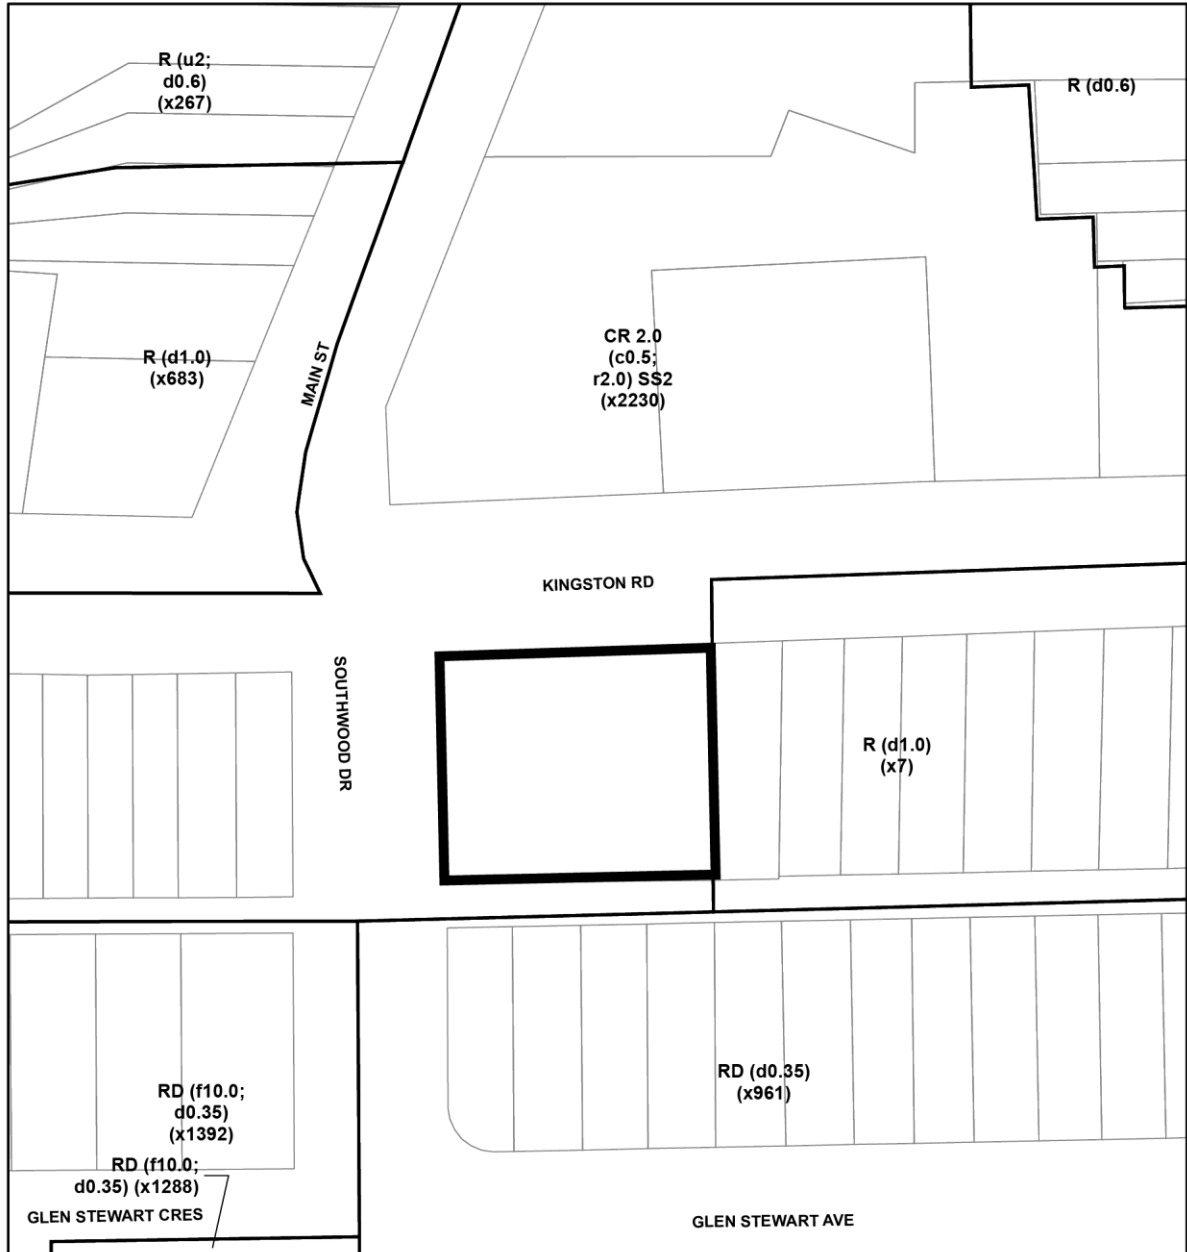 R (u2;
d0.6)
(x267)
R (d0.6)
R (d1.0)
(x683)
MAIN ST
CR 2.0
(c0.5;
r2.0) SS2
(x2230)
KINGSTON RD
SOUTHWOOD DR
R (d1.0)
(x7)
RD (d0.35)
(x961)
RD (f10.0;
d0.35)
(x1392)
RD (f10.0;
d0.35) (x1288)
GLEN STEWART CRES
GLEN STEWART AVE